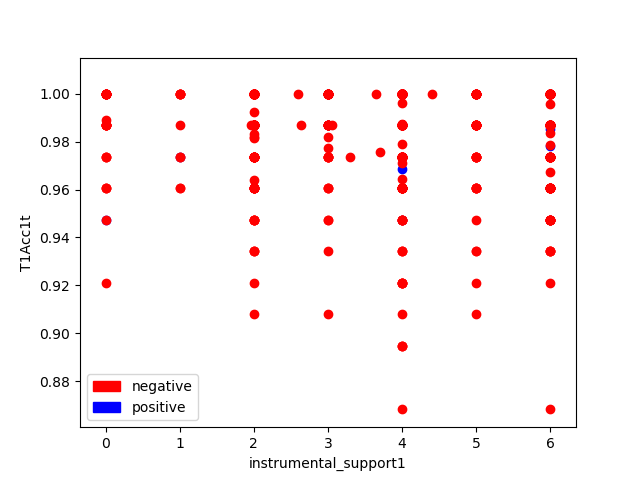 1.00
0.98
0.96
0.94
0.92
0.90
0.88
T1Acc1t
negative
positive
0 1 2 3 4 5 6
instrumental_support1